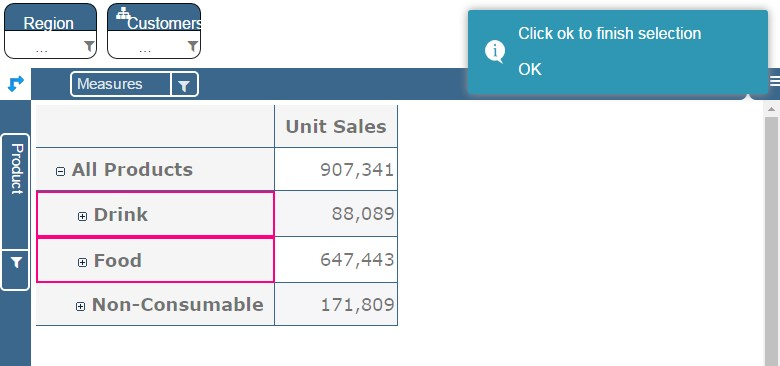 Region
...
Customers
...
Click ok to finish selection
OK
Measures
Product
Unit Sales
All Products 907,341
Drink 88,089
Food 647,443
Non-Consumable 171,809